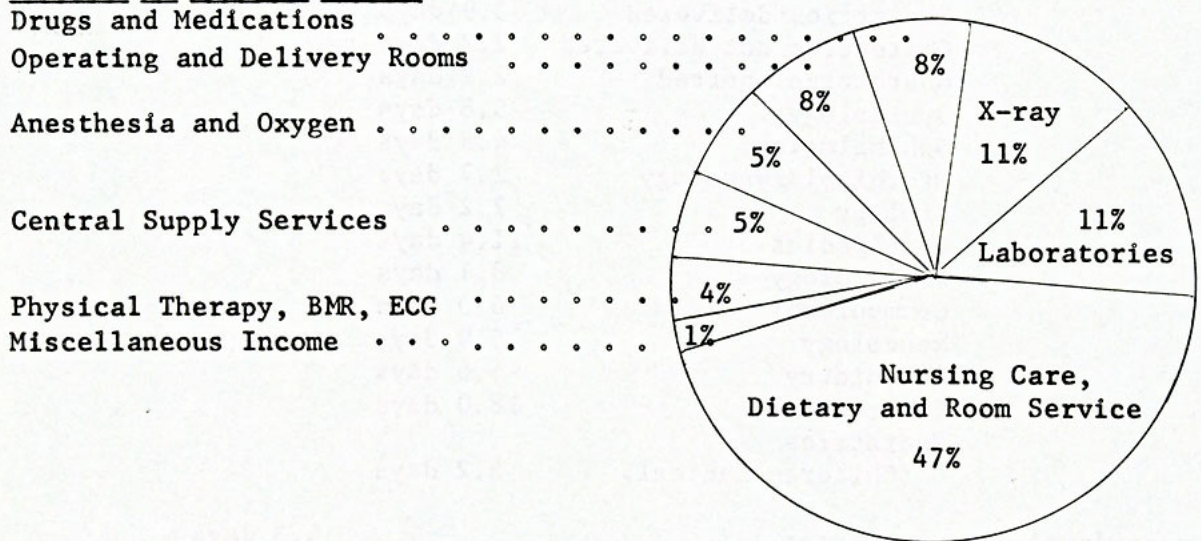 Drugs and Medications
8%
Operating and Delivery Rooms
8%
X-ray
11%
Anesthesia and Oxygen
5%
Central Supply Services
5%
11%
Laboratories
Physical Therapy, BMR, ECG
4%
Miscellaneous Income
1%
Nursing Care,
Dietary and Room Service
47%